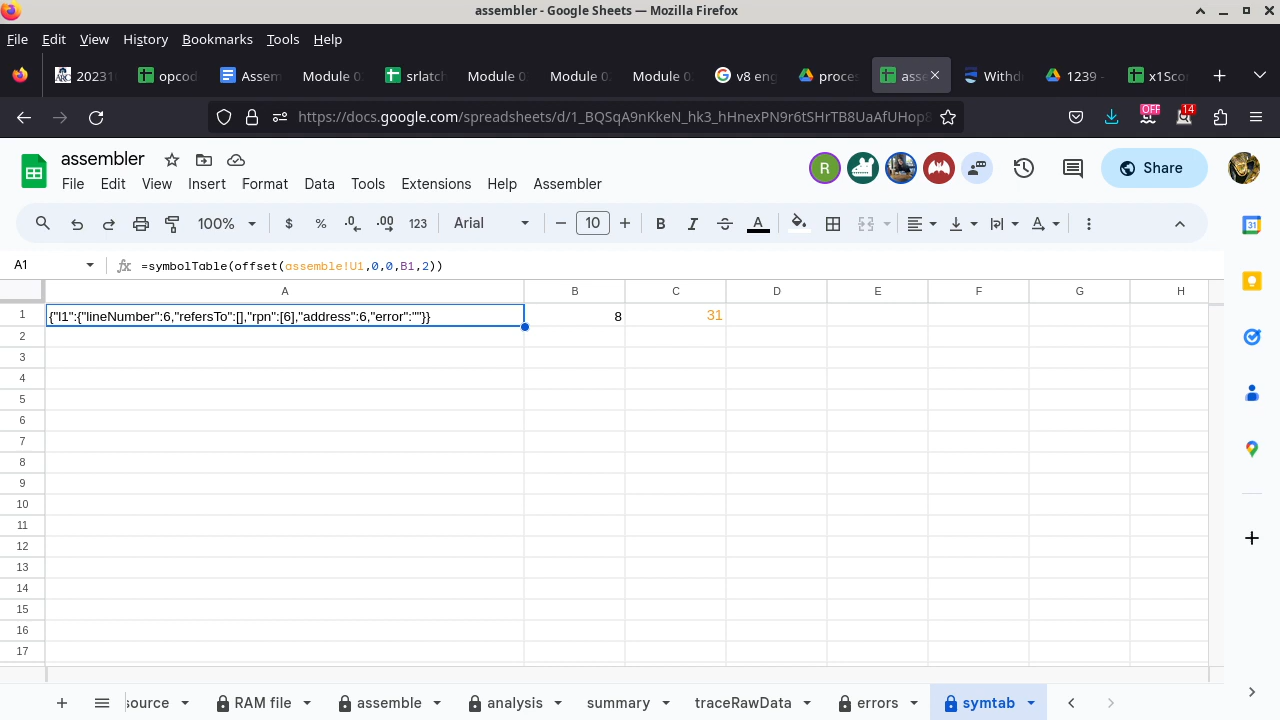 assembler - Google Sheets — Mozilla Firefox
File Edit View History Bookmarks Tools Help
20231 opcod Assem Module 0 srlatch Module 0 Module 0 Module 0 v8 eng proces asse Withdr 1239 - x1Scor
https://docs.google.com/spreadsheets/d/1_BQSqA9nKkeN_hk3_hHnexPN9r6tSHrTB8UaAfUHop8 OFF 14
assembler
File Edit View Insert Format Data Tools Extensions Help Assembler
R Share
100% $ % .0 .00 123 Arial 10 B I S A
A1 fx =symbolTable(offset(assemble!U1,0,0,B1,2))
A B C D E F G H
1 {"l1":{"lineNumber":6,"refersTo":[],"rpn":[6],"address":6,"error":""}} 8 31
2
3
4
5
6
7
8
9
10
11
12
13
14
15
16
17
source RAM file assemble analysis summary traceRawData errors symtab